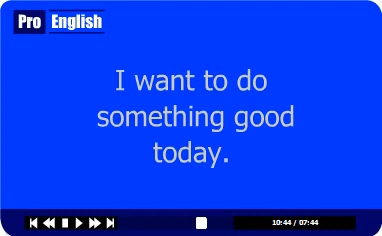 Pro English
I want to do
something good
today.
10:44 / 07:44